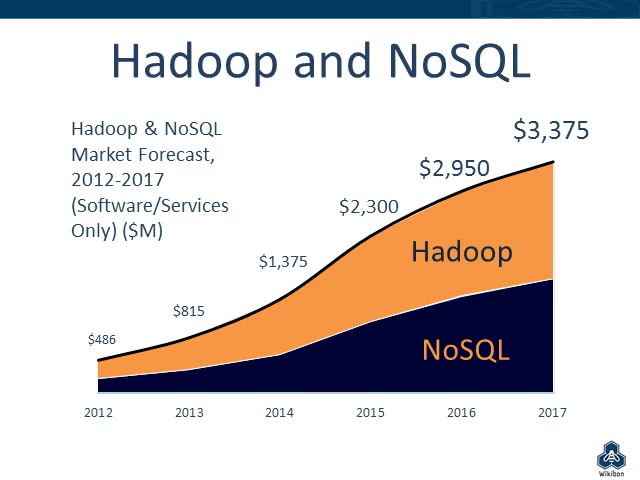 Hadoop and NoSQL
Hadoop & NoSQL
Market Forecast,
2012-2017
(Software/Services
Only) ($M)
$3,375
$2,950
$2,300
$1,375
$815
$486
Hadoop
NoSQL
2012 2013 2014 2015 2016 2017
Wikibon